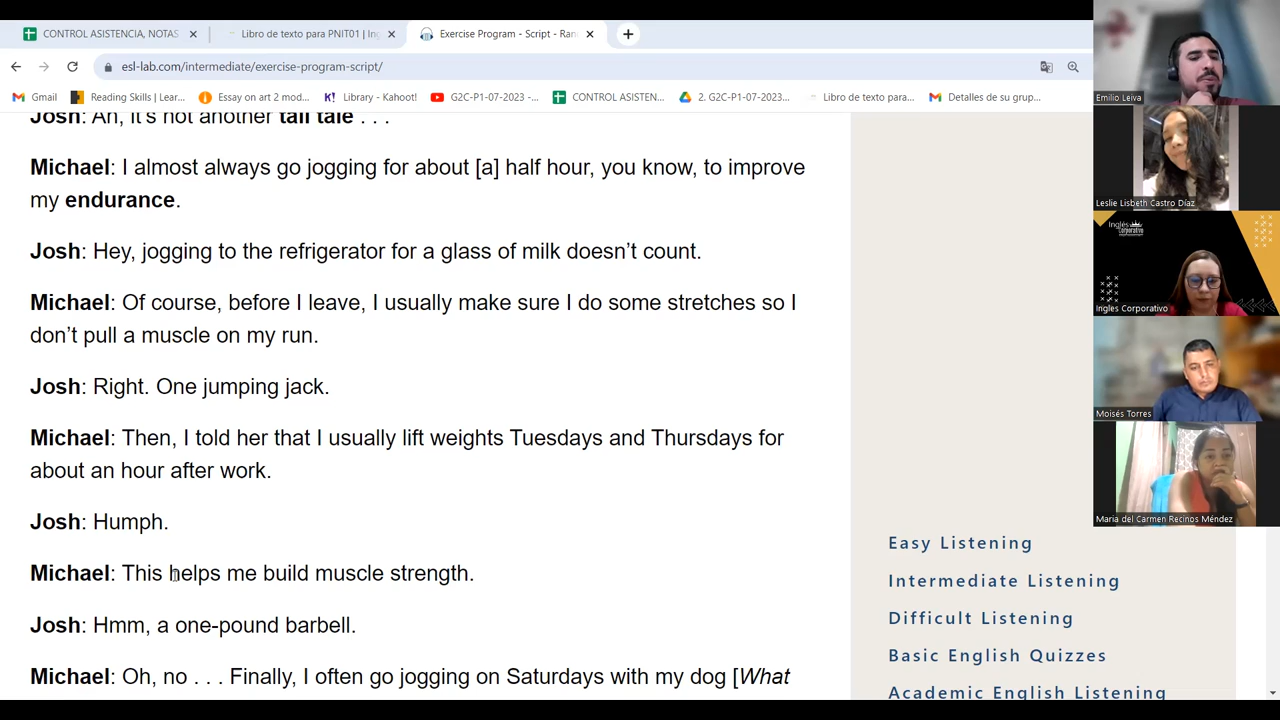 CONTROL ASISTENCIA, NOTAS
Libro de texto para PNIT01 | Ing
Exercise Program - Script - Ran
esl-lab.com/intermediate/exercise-program-script/
Gmail
Reading Skills | Lear...
Essay on art 2 mod...
Library - Kahoot!
G2C-P1-07-2023 -...
CONTROL ASISTEN...
2. G2C-P1-07-2023...
Libro de texto para...
Detalles de su grup...
Josh: Ah, it's not another tall tale . . .
Michael: I almost always go jogging for about [a] half hour, you know, to improve
my endurance.
Josh: Hey, jogging to the refrigerator for a glass of milk doesn't count.
Michael: Of course, before I leave, I usually make sure I do some stretches so I
don't pull a muscle on my run.
Josh: Right. One jumping jack.
Michael: Then, I told her that I usually lift weights Tuesdays and Thursdays for
about an hour after work.
Josh: Humph.
Michael: This helps me build muscle strength.
Josh: Hmm, a one-pound barbell.
Michael: Oh, no . . . Finally, I often go jogging on Saturdays with my dog [What
Easy Listening
Intermediate Listening
Difficult Listening
Basic English Quizzes
Academic English Listening
Emilio Leiva
Leslie Lisbeth Castro Díaz
Inglés
Corporativo
Ingles Corporativo
Moisés Torres
Maria del Carmen Recinos Méndez